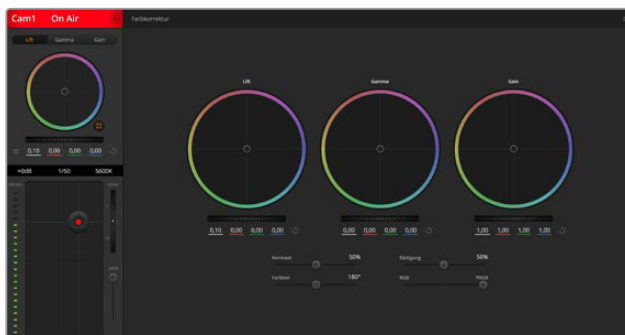 Cam1 On Air
Farbkorrektur
Lift Gamma Gain
0,10 0,00 0,00 0,00
+0dB 1/50 5600K
Lift Gamma Gain
0,10 0,00 0,00 0,00
0,00 0,00 0,00 0,00
1,00 1,00 1,00 1,00
Kontrast 50% Sättigung 50%
Farbton 180° RGB YRGB